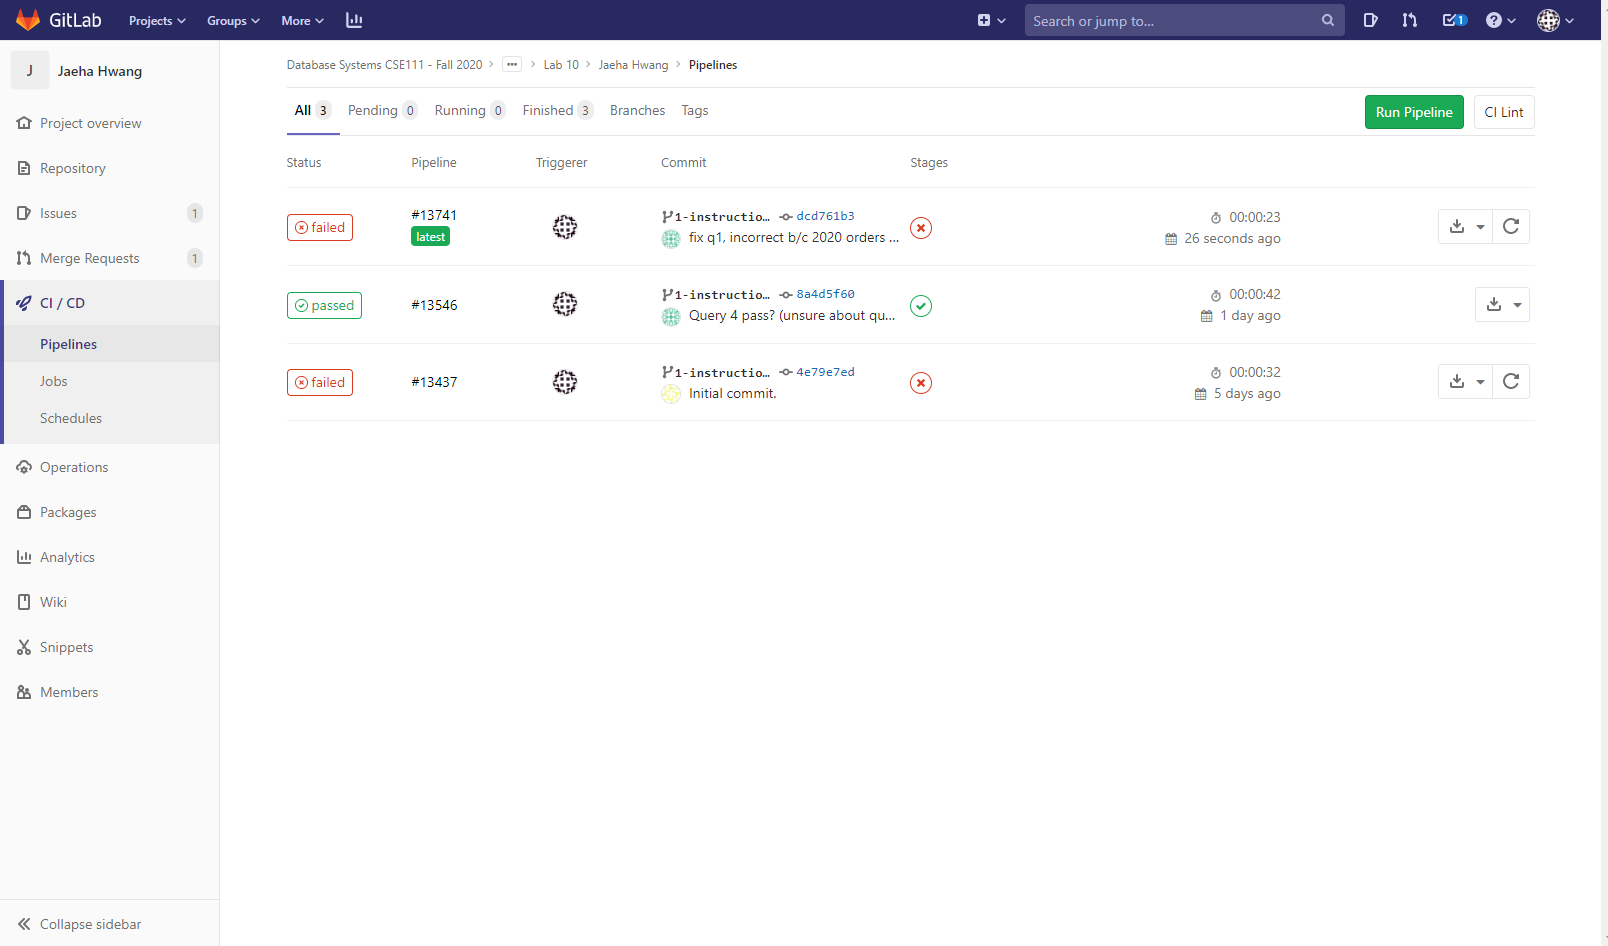 GitLab Projects Groups More Search or jump to... 1
J Jaeha Hwang
Project overview
Repository
Issues 1
Merge Requests 1
CI / CD
Pipelines
Jobs
Schedules
Operations
Packages
Analytics
Wiki
Snippets
Members
Collapse sidebar
Database Systems CSE111 - Fall 2020 > ... > Lab 10 > Jaeha Hwang > Pipelines
All 3 Pending 0 Running 0 Finished 3 Branches Tags Run Pipeline CI Lint
Status Pipeline Triggerer Commit Stages
failed #13741 latest 1-instructio... dcd761b3 00:00:23
fix q1, incorrect b/c 2020 orders ... 26 seconds ago
passed #13546 1-instructio... 8a4d5f60 00:00:42
Query 4 pass? (unsure about qu... 1 day ago
failed #13437 1-instructio... 4e79e7ed 00:00:32
Initial commit. 5 days ago